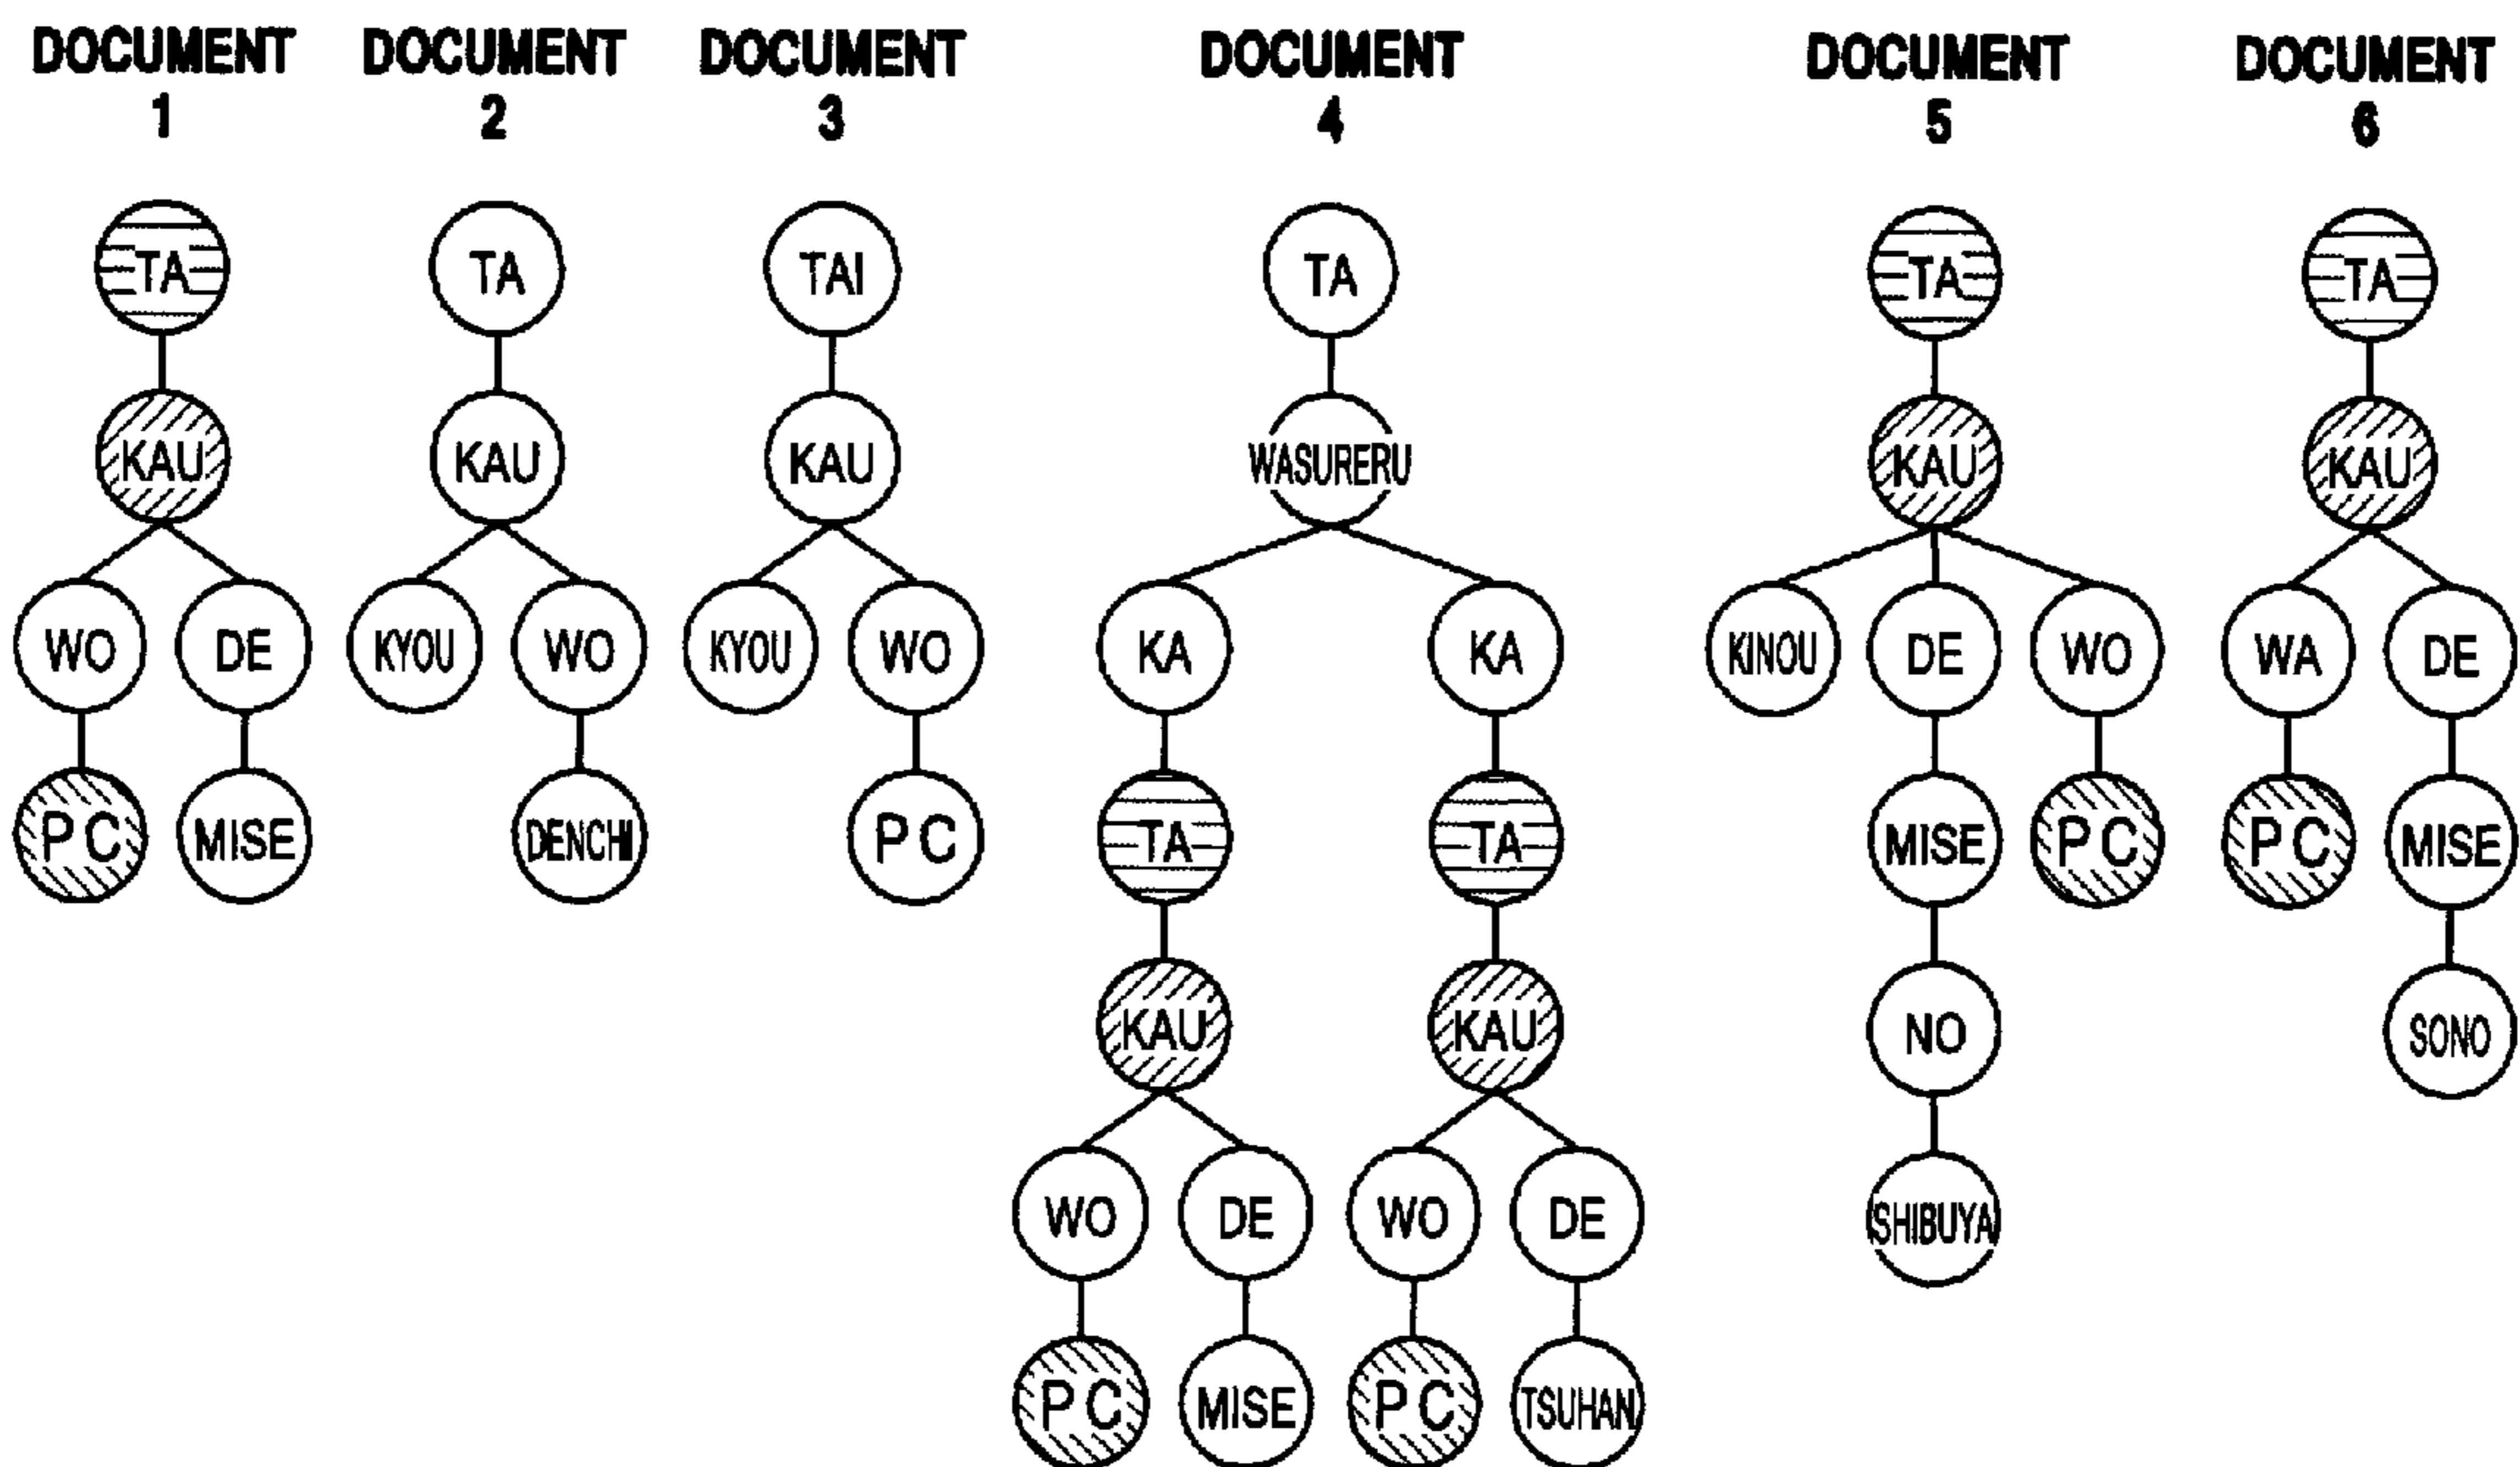 DOCUMENT 1
DOCUMENT 2
DOCUMENT 3
DOCUMENT 4
DOCUMENT 5
DOCUMENT 6
TA TA TAI TA TA TA
KAU KAU KAU WASURERU KAU KAU
WO DE KYOU WO KYOU WO KA KA KINOU DE WO WA DE
PC MISE DENCHI PC TA TA MISE PC PC MISE
KAU KAU NO SONO
WO DE WO DE SHIBUYA
PC MISE PC TSUHAN